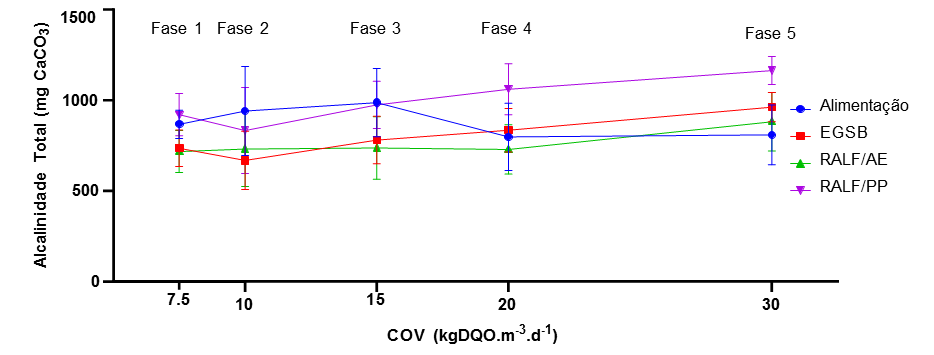 1500
1000
500
0
Alcalinidade Total (mg CaCO₃)
Fase 1
Fase 2
Fase 3
Fase 4
Fase 5
Alimentação
EGSB
RALF/AE
RALF/PP
7.5
10
15
20
30
COV (kgDQO.m⁻³.d⁻¹)